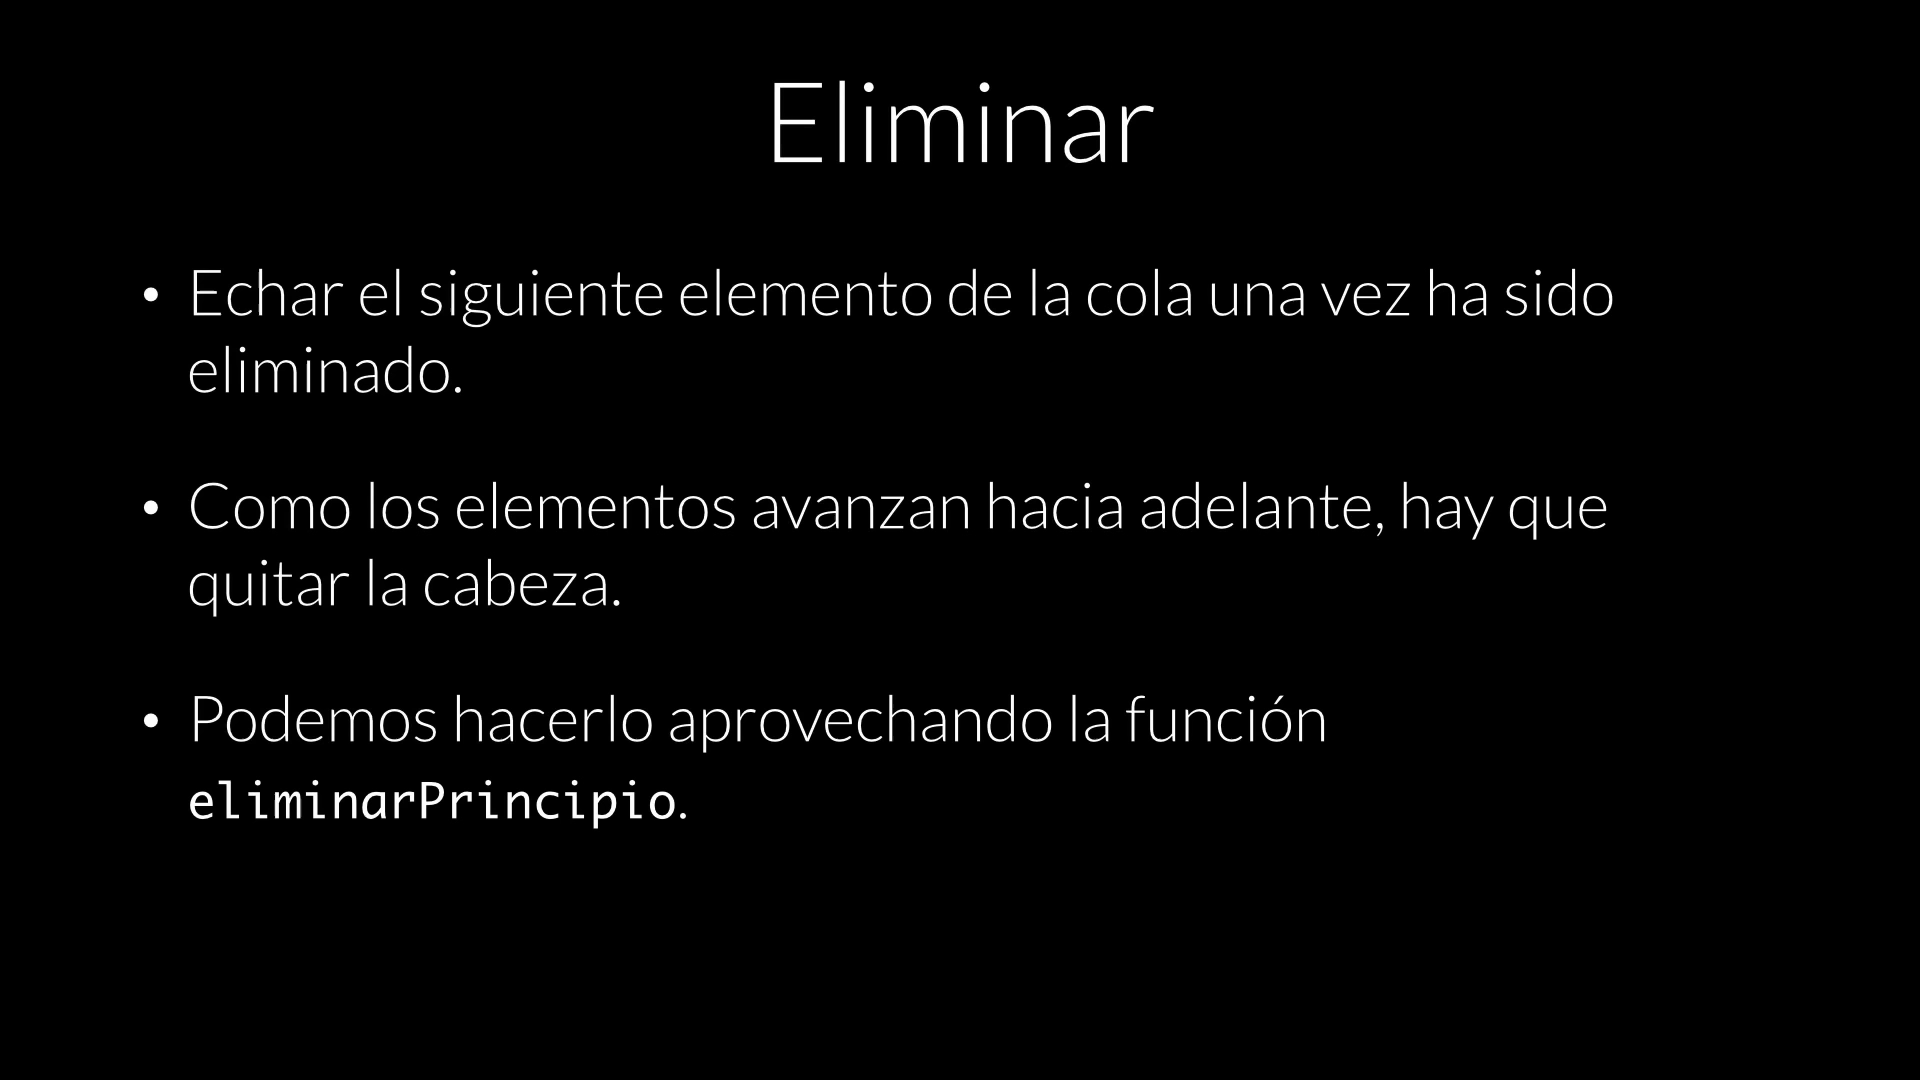 Eliminar
• Echar el siguiente elemento de la cola una vez ha sido
eliminado.
• Como los elementos avanzan hacia adelante, hay que
quitar la cabeza.
• Podemos hacerlo aprovechando la función
eliminarPrincipio.